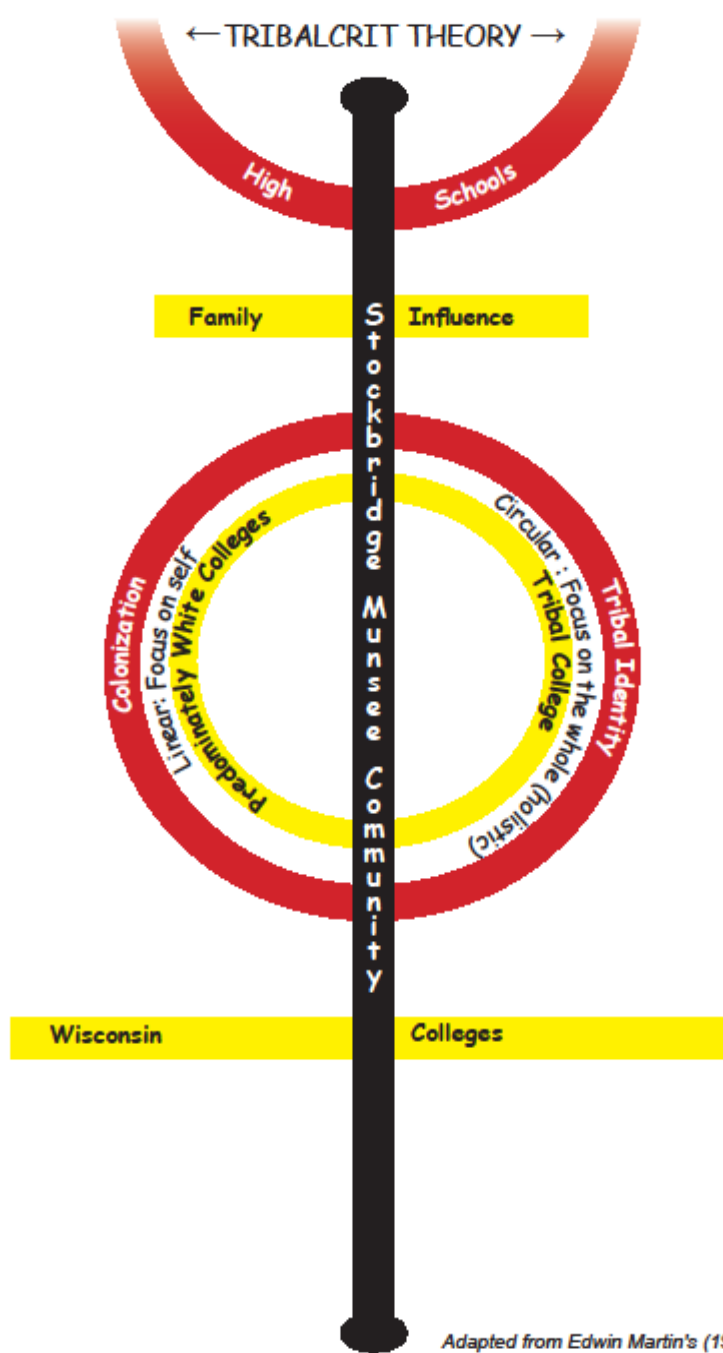 ← TRIBALCRIT THEORY →
High Schools
Family Influence
Stockbridge Munsee Community
Colonization
Linear: Focus on self
Predominately White Colleges
Circular : Focus on the whole (holistic)
Tribal College
Tribal Identity
Wisconsin Colleges
Adapted from Edwin Martin's